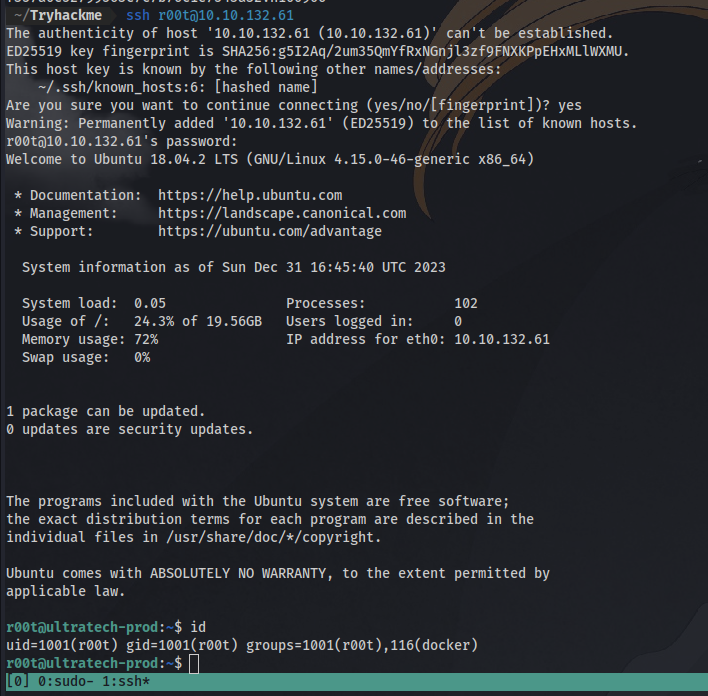 ~/Tryhackme ssh r00t@10.10.132.61
The authenticity of host '10.10.132.61 (10.10.132.61)' can't be established.
ED25519 key fingerprint is SHA256:g5I2Aq/2um35QmYfRxNGnjl3zf9FNXKPpEHxMLlWXMU.
This host key is known by the following other names/addresses:
    ~/.ssh/known_hosts:6: [hashed name]
Are you sure you want to continue connecting (yes/no/[fingerprint])? yes
Warning: Permanently added '10.10.132.61' (ED25519) to the list of known hosts.
r00t@10.10.132.61's password:
Welcome to Ubuntu 18.04.2 LTS (GNU/Linux 4.15.0-46-generic x86_64)
 * Documentation:  https://help.ubuntu.com
 * Management:     https://landscape.canonical.com
 * Support:        https://ubuntu.com/advantage
  System information as of Sun Dec 31 16:45:40 UTC 2023
  System load:  0.05               Processes:           102
  Usage of /:   24.3% of 19.56GB   Users logged in:     0
  Memory usage: 72%                IP address for eth0: 10.10.132.61
  Swap usage:   0%
1 package can be updated.
0 updates are security updates.
The programs included with the Ubuntu system are free software;
the exact distribution terms for each program are described in the
individual files in /usr/share/doc/*/copyright.
Ubuntu comes with ABSOLUTELY NO WARRANTY, to the extent permitted by
applicable law.
r00t@ultratech-prod:~$ id
uid=1001(r00t) gid=1001(r00t) groups=1001(r00t),116(docker)
r00t@ultratech-prod:~$
[0] 0:sudo- 1:ssh*